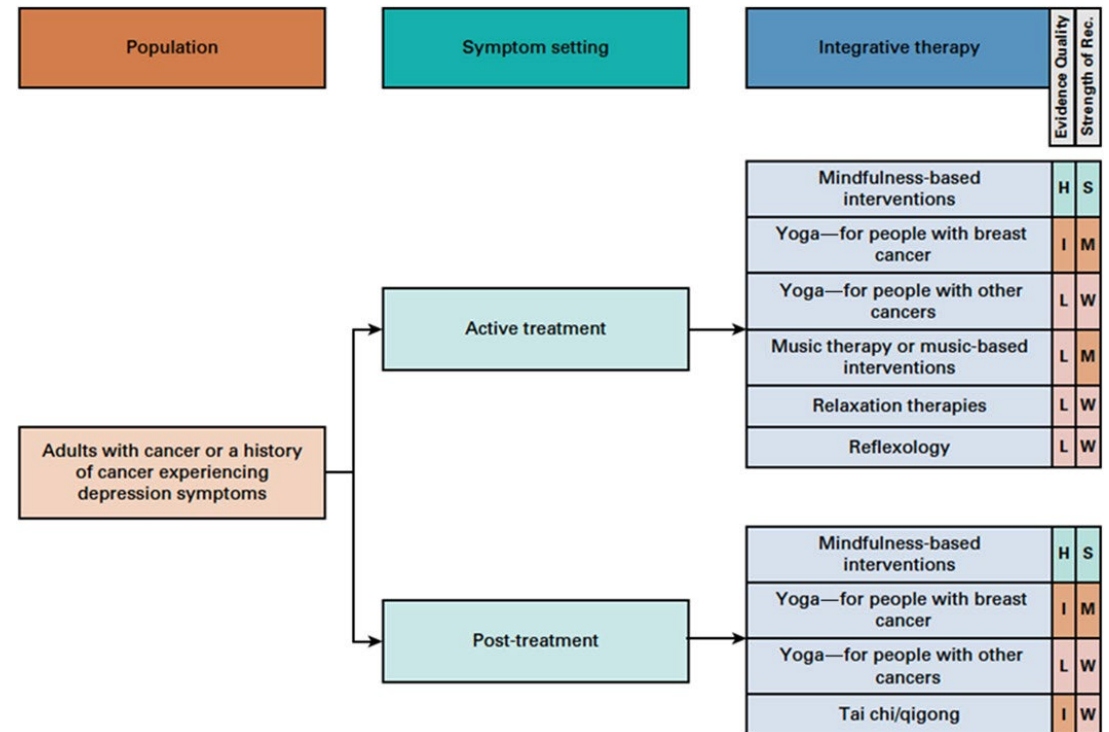 Population
Symptom setting
Integrative therapy
Evidence Quality
Strength of Rec.
Adults with cancer or a history
of cancer experiencing
depression symptoms
Active treatment
Mindfulness-based
interventions
H S
Yoga—for people with breast
cancer
I M
Yoga—for people with other
cancers
L W
Music therapy or music-based
interventions
L M
Relaxation therapies L W
Reflexology L W
Post-treatment
Mindfulness-based
interventions
H S
Yoga—for people with breast
cancer
I M
Yoga—for people with other
cancers
L W
Tai chi/qigong I W